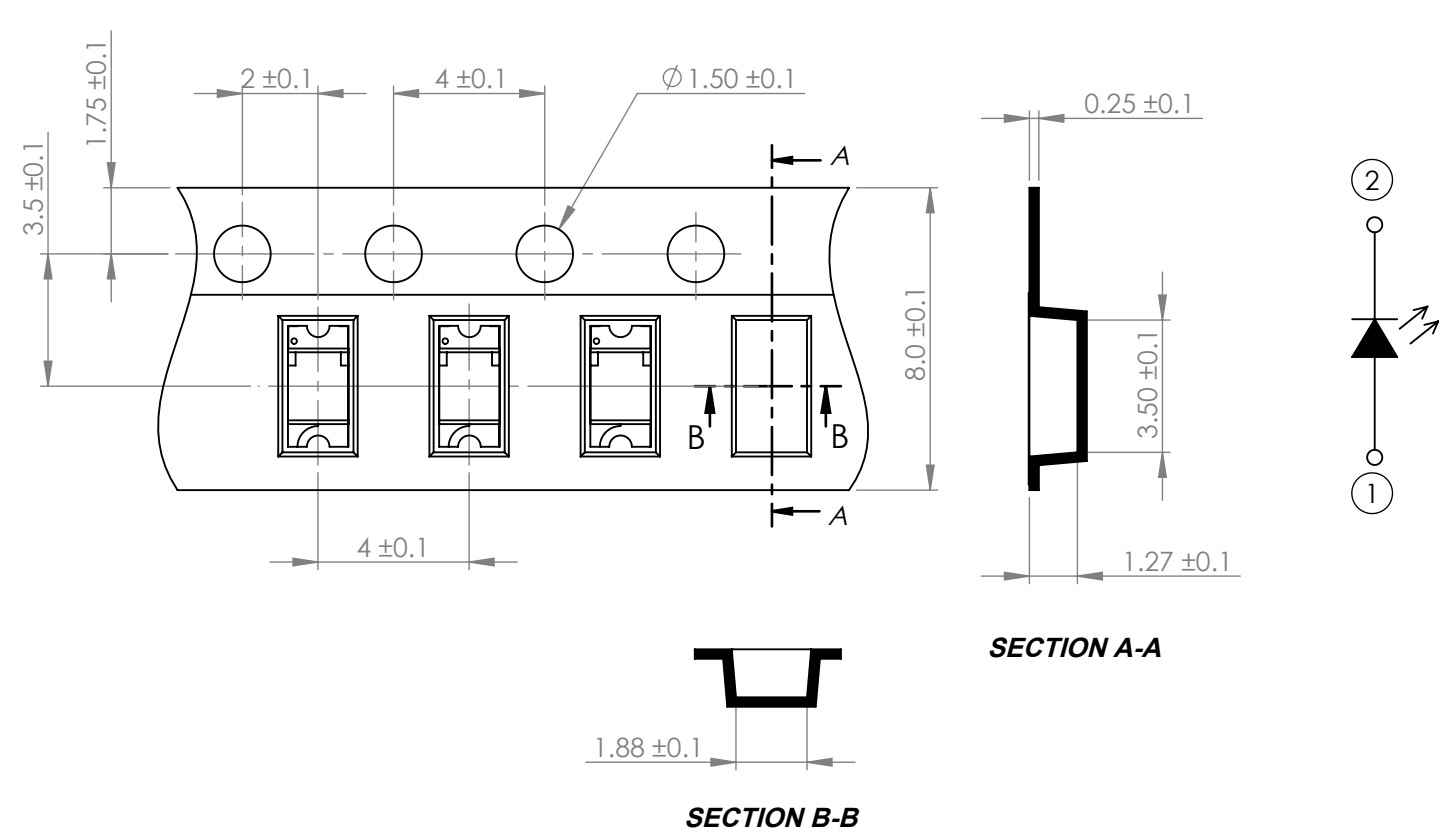 2 ±0.1
4 ±0.1
∅1.50 ±0.1
1.75 ±0.1
0.25 ±0.1
3.5 ±0.1
A
2
8.0 ±0.1
3.50 ±0.1
B
B
1
A
4 ±0.1
1.27 ±0.1
SECTION A-A
1.88 ±0.1
SECTION B-B